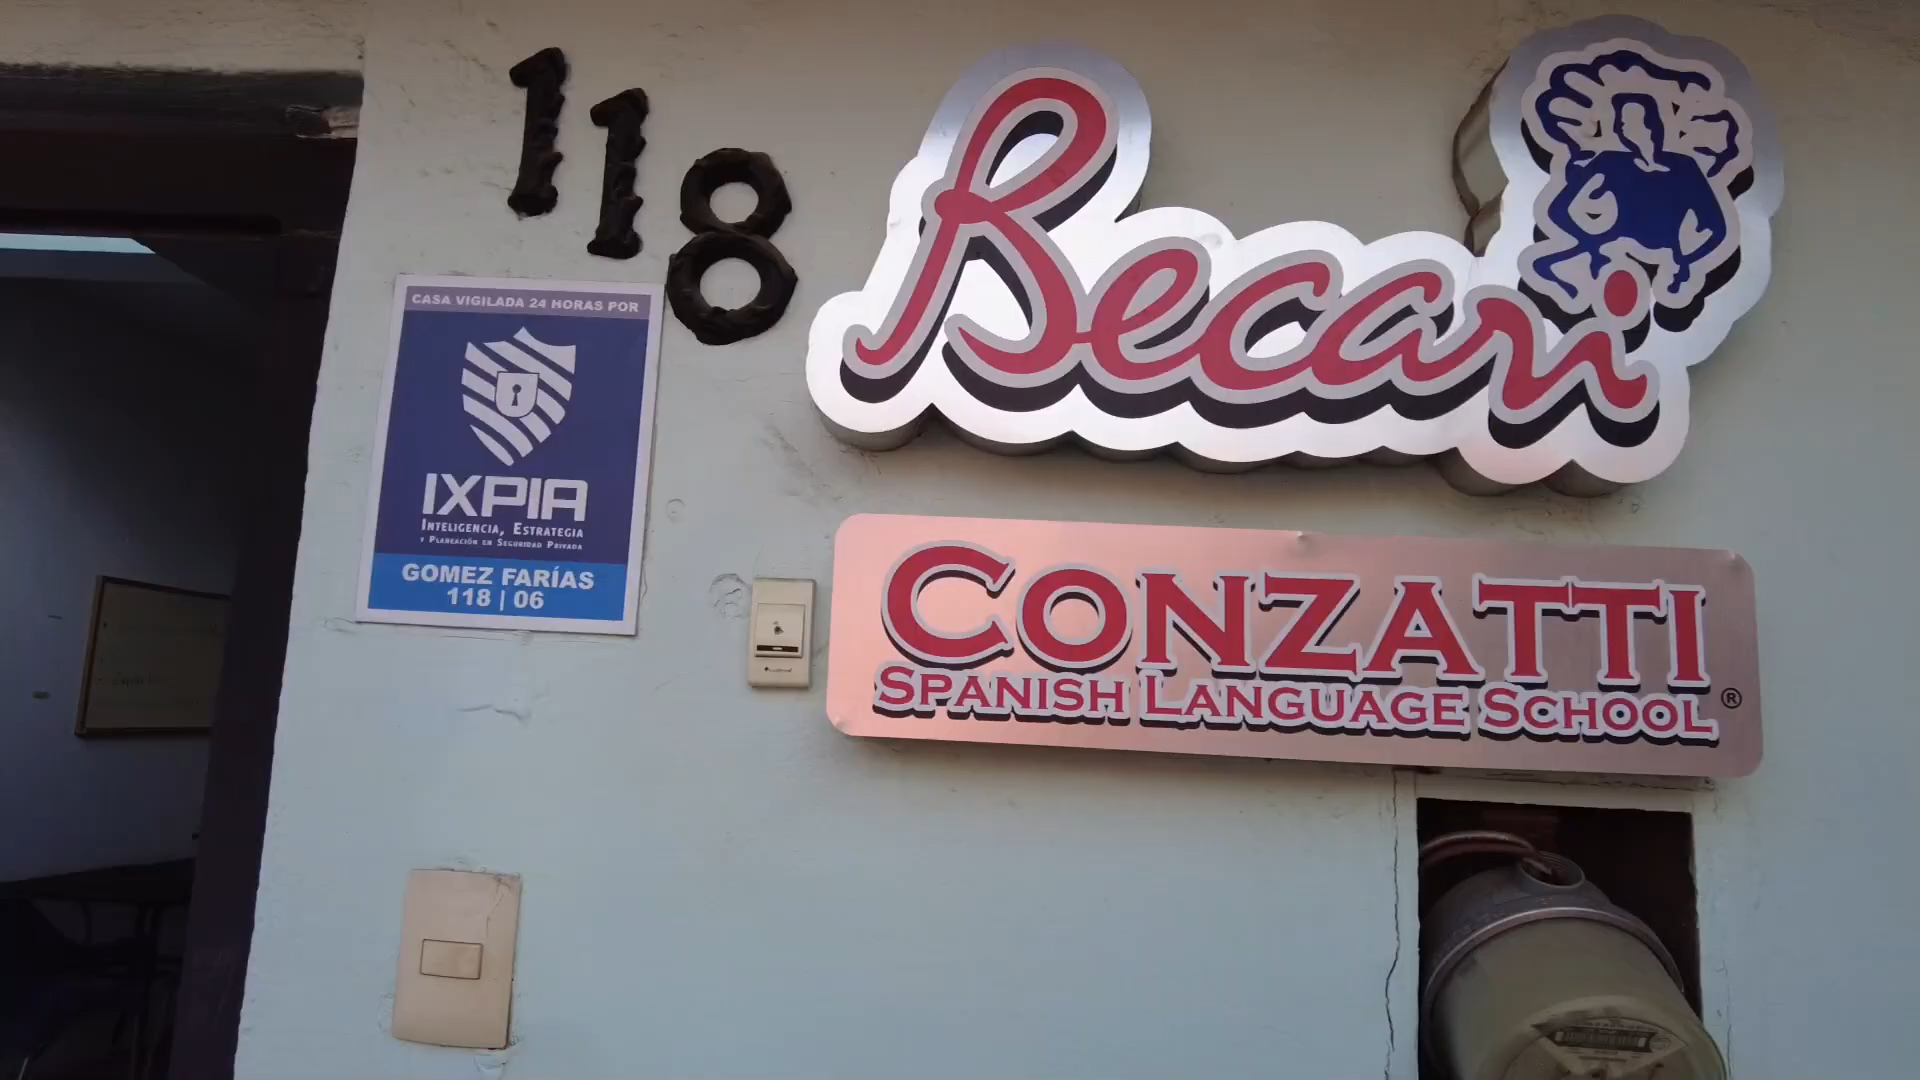 118
Becari
CASA VIGILADA 24 HORAS POR
IXPIA
INTELIGENCIA, ESTRATEGIA
Y PLANEACIÓN EN SEGURIDAD PRIVADA
GOMEZ FARÍAS
118 | 06
CONZATTI
SPANISH LANGUAGE SCHOOL ®